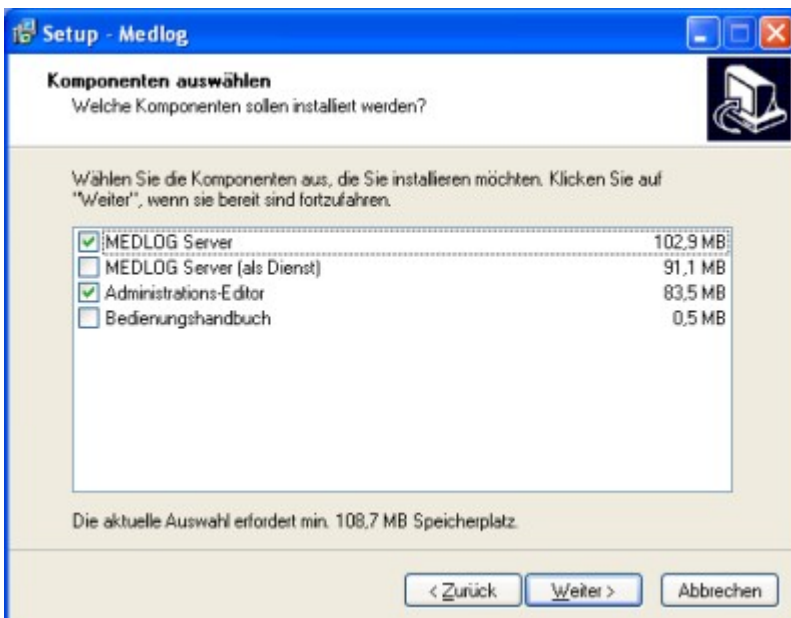 Setup - Medlog
Komponenten auswählen
Welche Komponenten sollen installiert werden?
Wählen Sie die Komponenten aus, die Sie installieren möchten. Klicken Sie auf
"Weiter", wenn sie bereit sind fortzufahren.
MEDLOG Server 102,9 MB
MEDLOG Server (als Dienst) 91,1 MB
Administrations-Editor 83,5 MB
Bedienungshandbuch 0,5 MB
Die aktuelle Auswahl erfordert min. 108,7 MB Speicherplatz.
< Zurück Weiter > Abbrechen